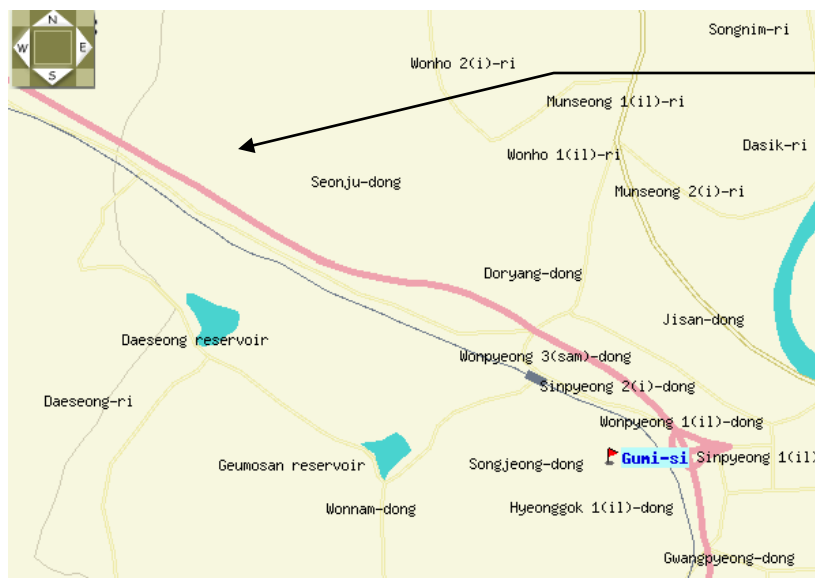 N
W E
S
Songnim-ri
Wonho 2(i)-ri
Munseong 1(il)-ri
Dasik-ri
Wonho 1(il)-ri
Seonju-dong
Munseong 2(i)-ri
Doryang-dong
Jisan-dong
Daeseong reservoir
Wonpyeong 3(sam)-dong
Sinpyeong 2(i)-dong
Daeseong-ri
Wonpyeong 1(il)-dong
Geumosan reservoir
Songjeong-dong
Gumi-si
Sinpyeong 1(il)
Wonnam-dong
Hyeonggok 1(il)-dong
Gwangpyeong-dong